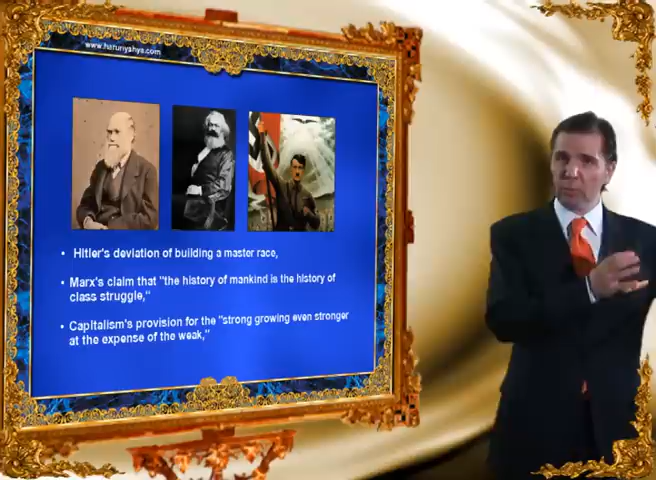 www.harunyahya.com
• Hitler's deviation of building a master race,
• Marx's claim that "the history of mankind is the history of
class struggle,"
• Capitalism's provision for the "strong growing even stronger
at the expense of the weak,"